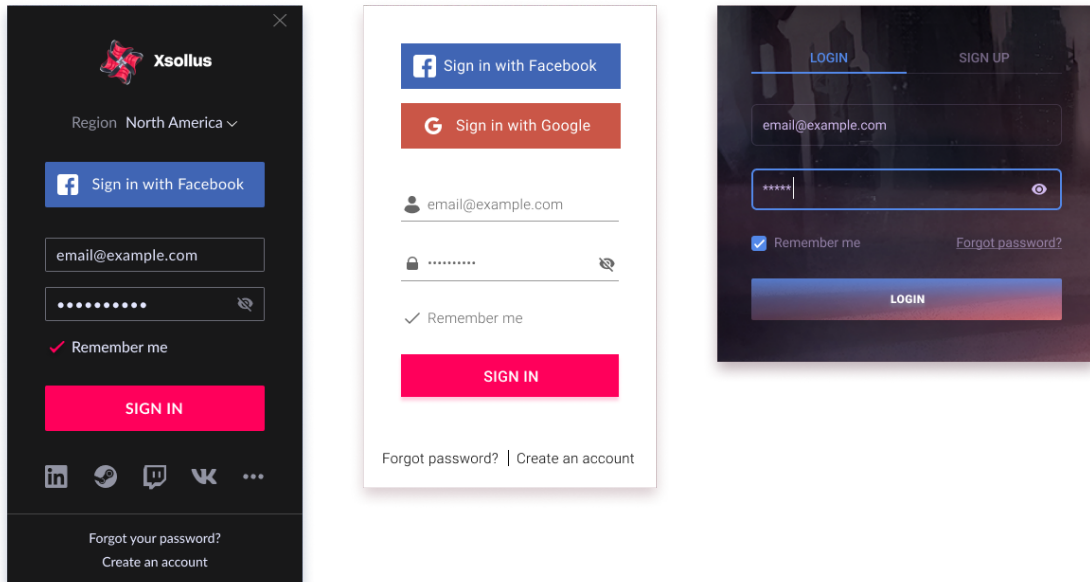 Xsollus
Region North America
Sign in with Facebook
email@example.com
••••••••••
Remember me
SIGN IN
in
Forgot your password?
Create an account
Sign in with Facebook
Sign in with Google
email@example.com
••••••••••
Remember me
SIGN IN
Forgot password? | Create an account
LOGIN SIGN UP
email@example.com
*****
Remember me Forgot password?
LOGIN